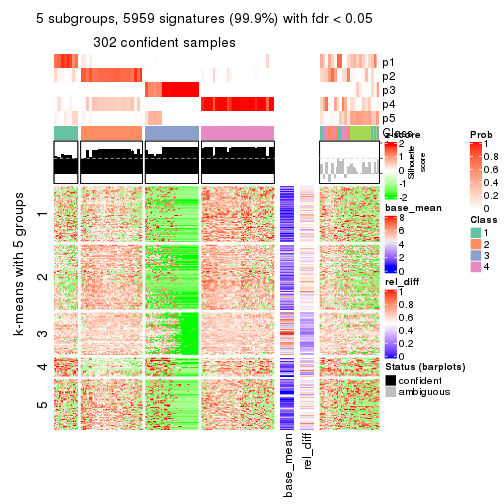 5 subgroups, 5959 signatures (99.9%) with fdr < 0.05
302 confident samples
p1
p2
p3
p4
p5
Class
Silhouette
score
k-means with 5 groups
1
2
3
4
5
base_mean
rel_diff
z-score
2
1
0
-1
-2
base_mean
8
6
4
2
0
rel_diff
1
0.8
0.6
0.4
0.2
0
Status (barplots)
confident
ambiguous
Prob
1
0.8
0.6
0.4
0.2
0
Class
1
2
3
4